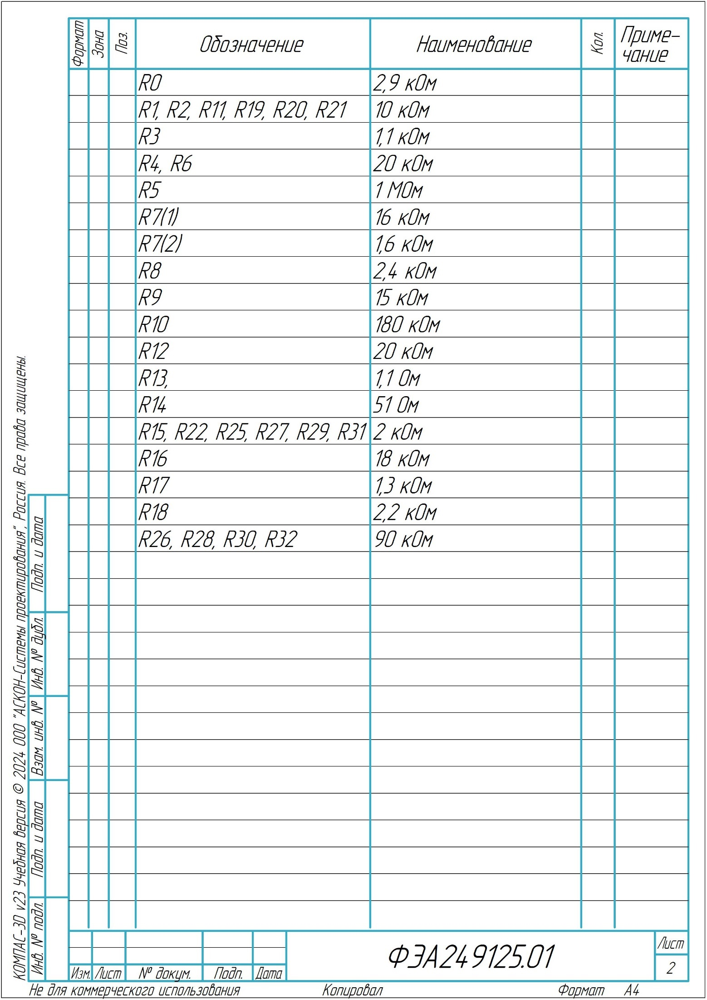 Формат Зона Поз. Обозначение Наименование Кол. Приме-
чание
R0 2,9 кОм
R1, R2, R11, R19, R20, R21 10 кОм
R3 1,1 кОм
R4, R6 20 кОм
R5 1 МОм
R7(1) 16 кОм
R7(2) 1,6 кОм
R8 2,4 кОм
R9 15 кОм
R10 180 кОм
R12 20 кОм
R13, 1,1 Ом
R14 51 Ом
R15, R22, R25, R27, R29, R31 2 кОм
R16 18 кОм
R17 1,3 кОм
R18 2,2 кОм
R26, R28, R30, R32 90 кОм
КОМПАС-3D v23 Учебная версия © 2024 ООО "АСКОН-Системы проектирования", Россия. Все права защищены.
Подп. и дата
Инв. № дубл.
Взам. инв. №
Подп. и дата
Инв. № подл.
ФЭА249125.01
Лист
2
Изм. Лист № докум. Подп. Дата
Не для коммерческого использования Копировал Формат А4